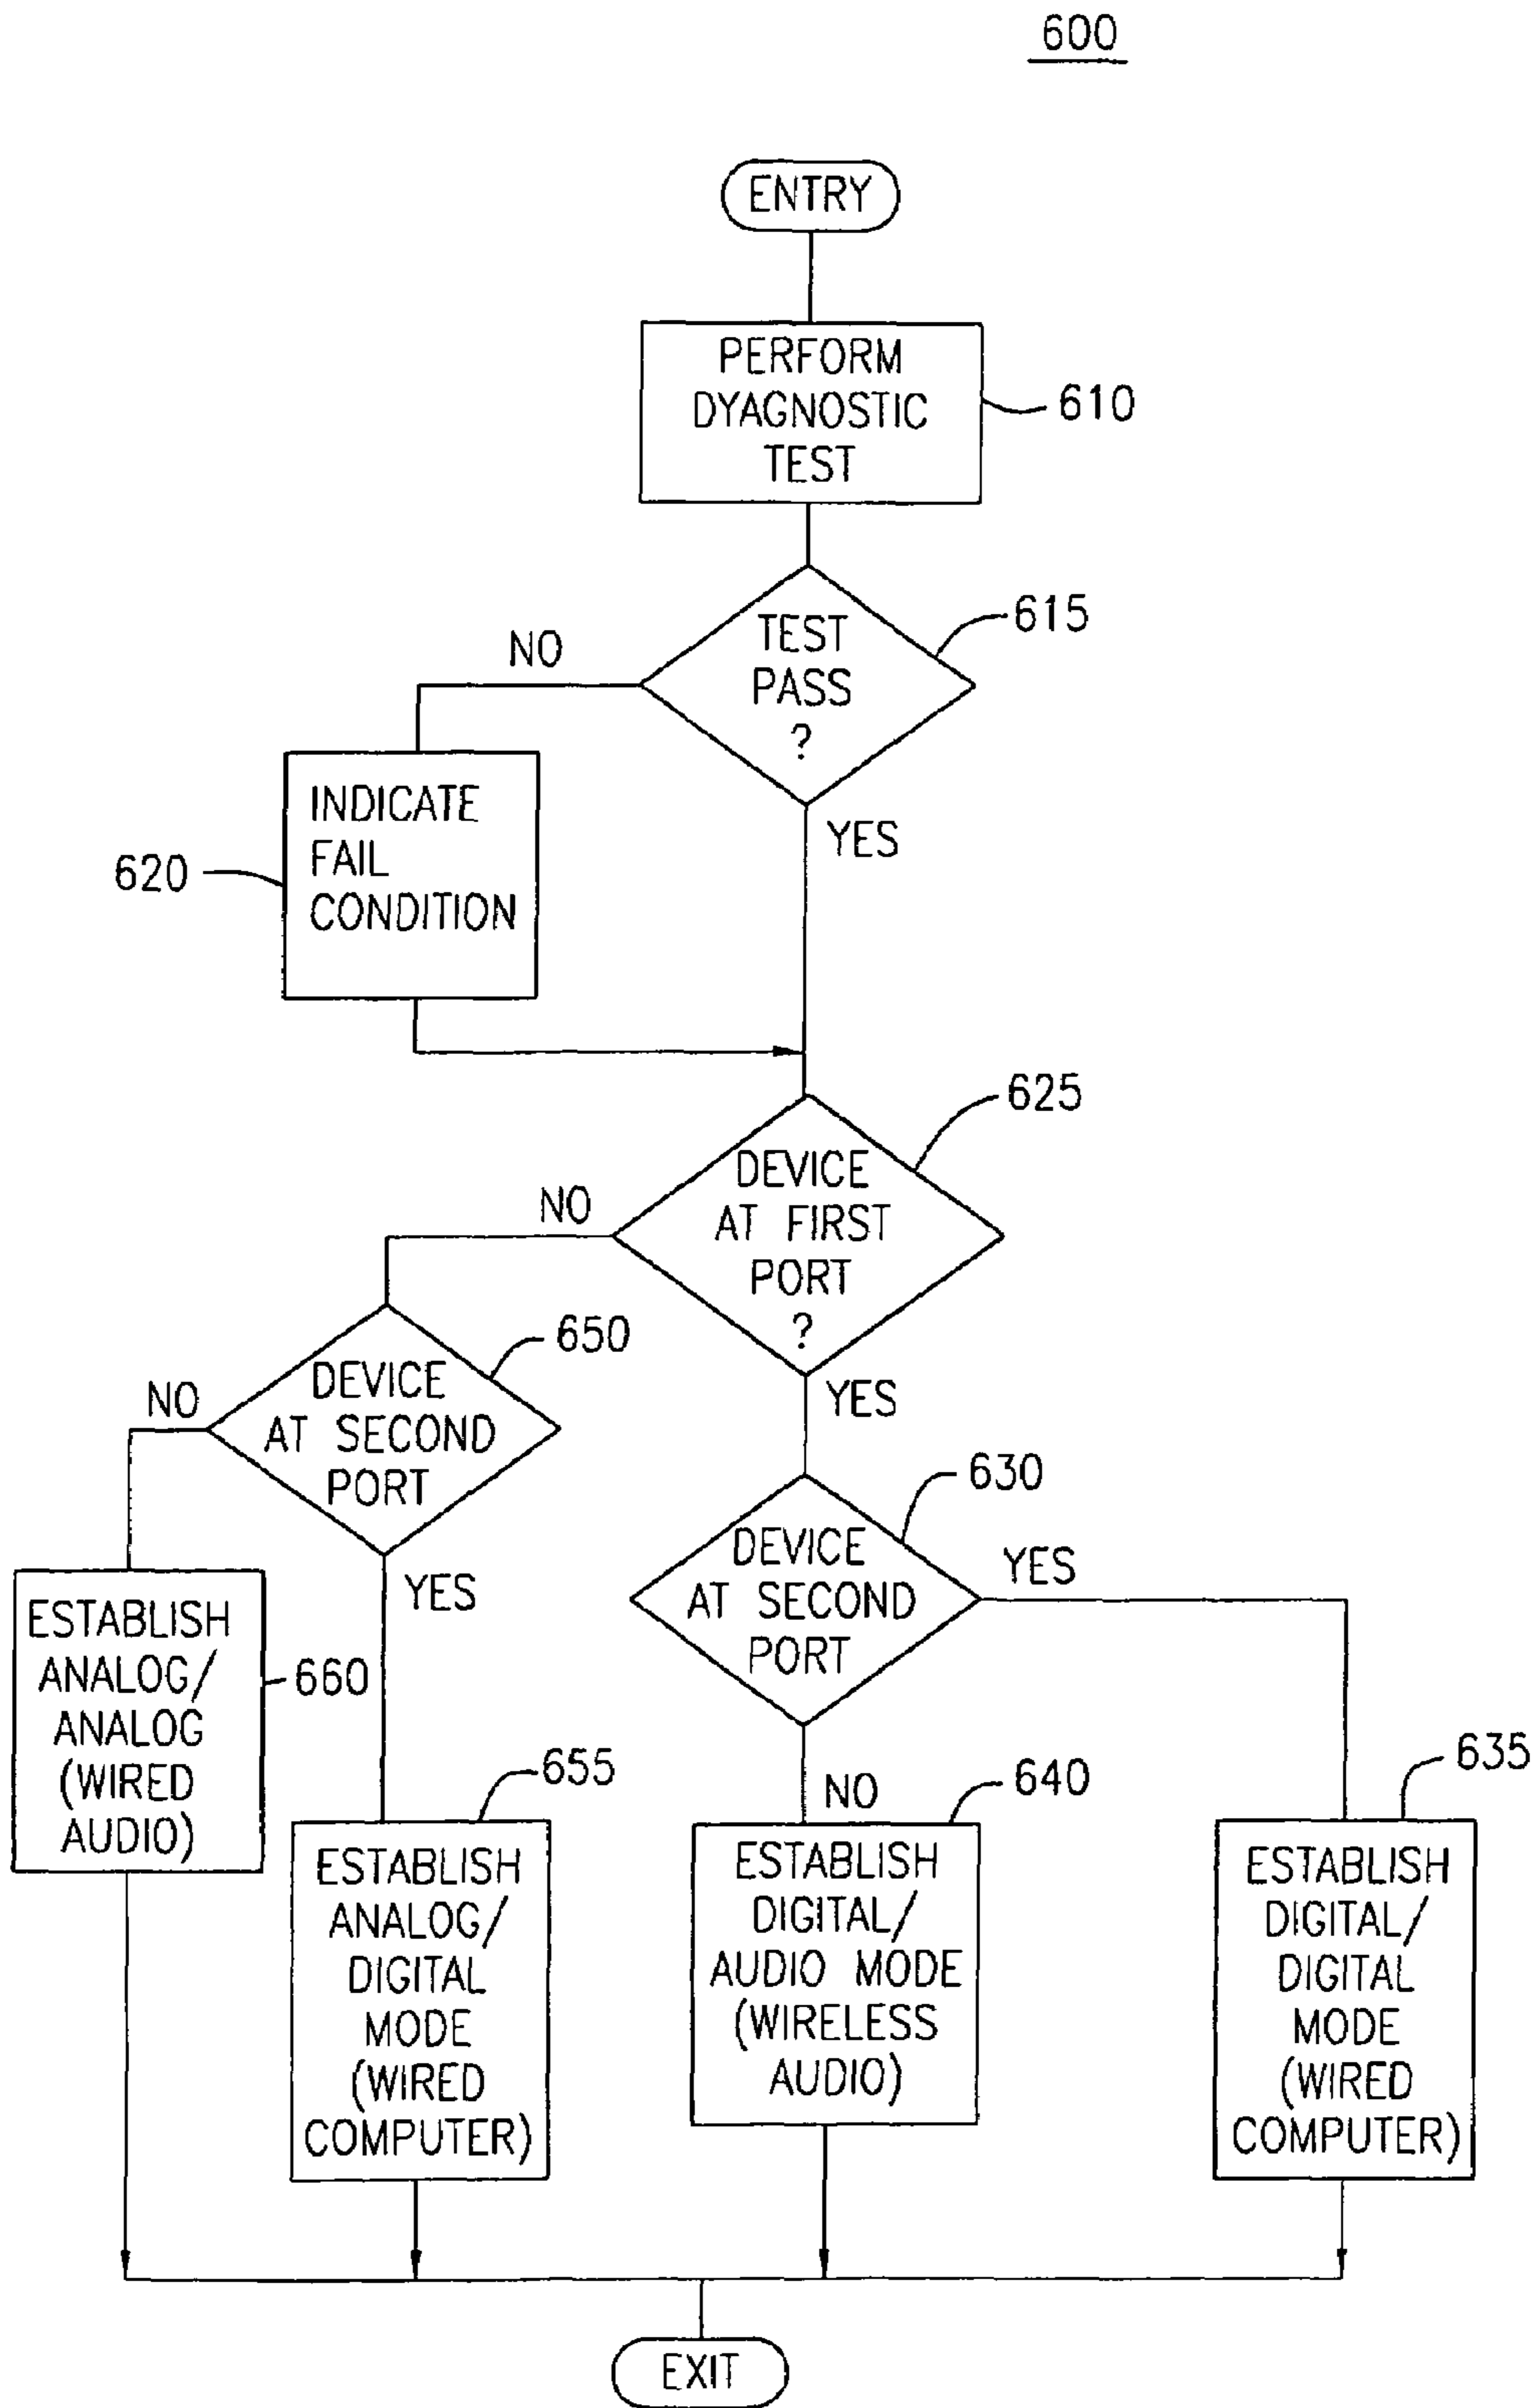 600
ENTRY
PERFORM
DYAGNOSTIC
TEST
610
TEST
PASS
?
615
NO
YES
INDICATE
FAIL
CONDITION
620
DEVICE
AT FIRST
PORT
?
625
NO
YES
DEVICE
AT SECOND
PORT
650
NO
YES
DEVICE
AT SECOND
PORT
630
YES
NO
ESTABLISH
ANALOG/
ANALOG
(WIRED
AUDIO)
660
ESTABLISH
ANALOG/
DIGITAL
MODE
(WIRED
COMPUTER)
655
ESTABLISH
DIGITAL/
AUDIO MODE
(WIRELESS
AUDIO)
640
ESTABLISH
DIGITAL/
DIGITAL
MODE
(WIRED
COMPUTER)
635
EXIT